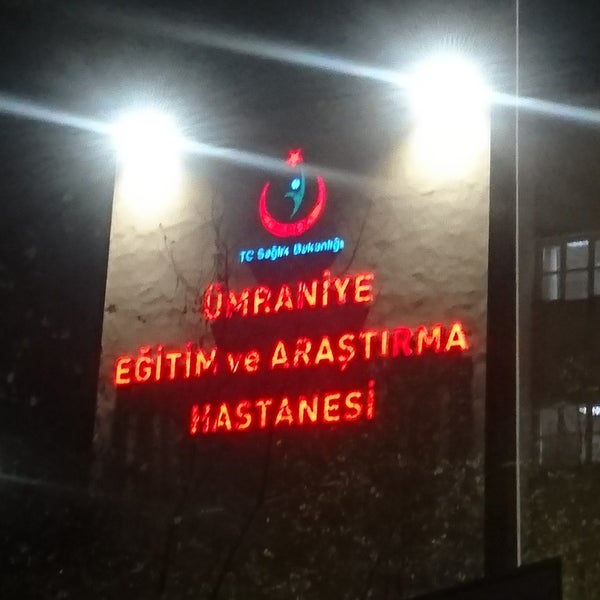 TC Sağlık Bakanlığı
ÜMRANİYE
EĞİTİM ve ARAŞTIRMA
HASTANESİ